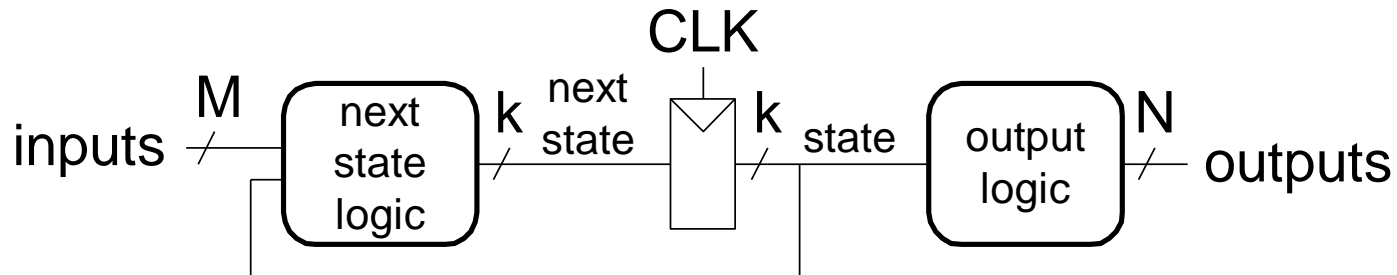 CLK
M
inputs
next
state
logic
k
next
state
k
state
output
logic
N
outputs